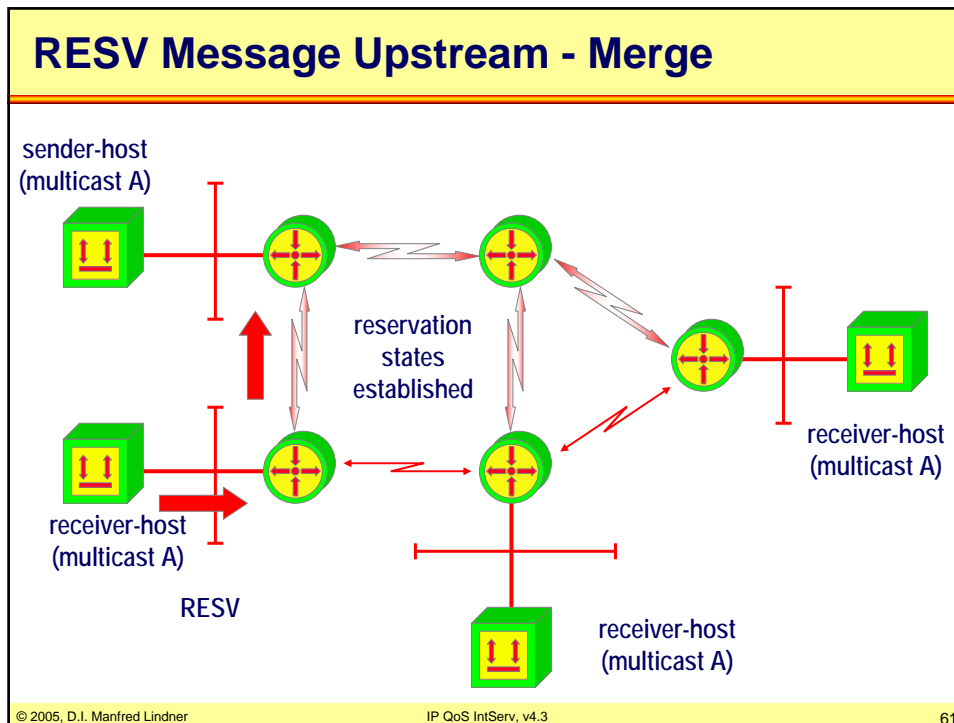 RESV Message Upstream - Merge
sender-host
(multicast A)
reservation
states
established
receiver-host
(multicast A)
receiver-host
(multicast A)
RESV
receiver-host
(multicast A)
© 2005, D.I. Manfred Lindner
IP QoS IntServ, v4.3
61